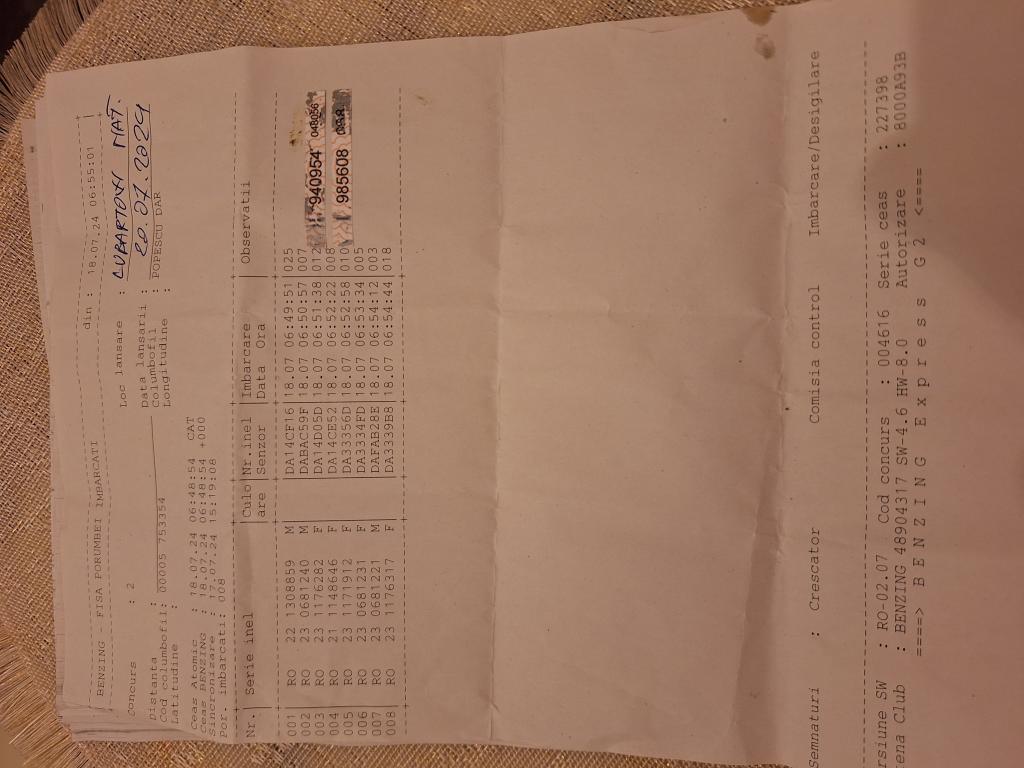 BENZING - FISA PORUMBEI IMBARCATI din : 18.07.24 06:55:01
Concurs : 2 Loc lansare : LUBARTOW MAT.
Distanta : Data lansarii : 20.07.2024
Cod columbofil: 00005 753354 Columbofil : POPESCU DAR
Latitudine : Longitudine :
Ceas Atomic : 18.07.24 06:48:54 CAT
Ceas BENZING : 18.07.24 06:48:54 +000
Sincronizare : 17.07.24 15:19:08
Por imbarcati: 008
Nr.| Serie inel |Culo|Nr.inel |Imbarcare |Observatii
|are |senzor |Data Ora
001 RO 22 1308859 M |DA14CF16|18.07 06:49:51|025
002 RO 23 0681240 M |DABAC59F|18.07 06:50:57|007
003 RO 23 1176282 F |DA14D05D|18.07 06:51:38|012 940954 049056
004 RO 21 1148646 F |DA14CE52|18.07 06:52:22|008
005 RO 23 1171912 F |DA33356D|18.07 06:52:58|010 985608
006 RO 23 0681231 F |DA3334FD|18.07 06:53:34|005
007 RO 23 0681221 M |DAFAB2BE|18.07 06:54:12|003
008 RO 23 1176317 F |DA3339B8|18.07 06:54:44|018
Semnaturi : Crescator Comisia control Imbarcare/Desigilare
rsiune SW : RO-02.07 Cod concurs : 004616 Serie ceas : 227398
tena Club : BENZING 48904317 SW-4.6 HW-8.0 Autorizare : 8000A93B
====> B E N Z I N G E x p r e s s G 2 <====